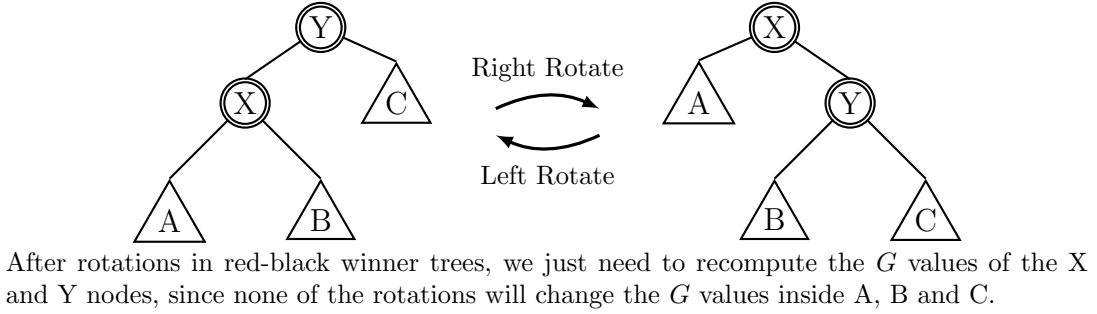 Y
X
X
C
Right Rotate
A
X
Y
Left Rotate
A
B
B
C
After rotations in red-black winner trees, we just need to recompute the G values of the X
and Y nodes, since none of the rotations will change the G values inside A, B and C.